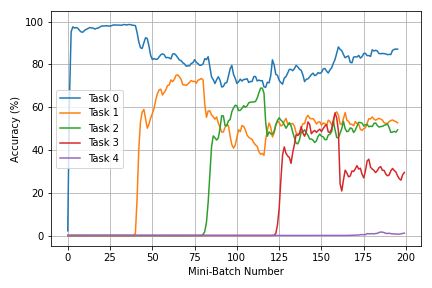 Accuracy (%)
100
80
60
40
20
0
Task 0
Task 1
Task 2
Task 3
Task 4
0 25 50 75 100 125 150 175 200
Mini-Batch Number